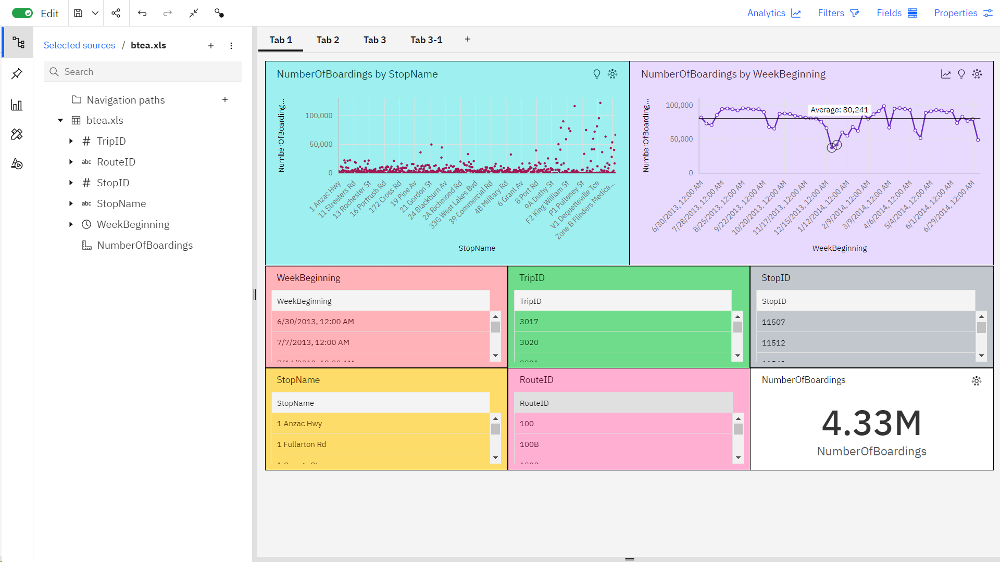 Edit
Analytics
Filters
Fields
Properties
Selected sources / btea.xls
Search
Navigation paths
btea.xls
# TripID
abc RouteID
# StopID
abc StopName
WeekBeginning
NumberOfBoardings
Tab 1 Tab 2 Tab 3 Tab 3-1 +
NumberOfBoardings by StopName
NumberOfBoarding...
100,000
50,000
0
1 Anzac Hwy
11 Streeters Rd
13 Rochester St
16 Portrush Rd
172 Cross Rd
19 Pine Av
21 Gordon St
24 Blackburn Av
2A Richmond Rd
33G West Lakes Bvd
39 Commercial Rd
48 Military Rd
6 Grant Av
8 Port Rd
9A Duthy St
F2 King William St
P1 Pulteney St
V1 Dequetteville Tce
Zone B Flinders Medica...
StopName
NumberOfBoardings by WeekBeginning
NumberOfBoarding...
100,000
50,000
0
Average: 80,241
6/30/2013, 12:00 AM
7/28/2013, 12:00 AM
8/25/2013, 12:00 AM
9/22/2013, 12:00 AM
10/20/2013, 12:00 AM
11/17/2013, 12:00 AM
12/15/2013, 12:00 AM
1/12/2014, 12:00 AM
2/9/2014, 12:00 AM
3/9/2014, 12:00 AM
4/6/2014, 12:00 AM
5/4/2014, 12:00 AM
6/1/2014, 12:00 AM
6/29/2014, 12:00 AM
WeekBeginning
WeekBeginning
WeekBeginning
6/30/2013, 12:00 AM
7/7/2013, 12:00 AM
TripID
TripID
3017
3020
StopID
StopID
11507
11512
StopName
StopName
1 Anzac Hwy
1 Fullarton Rd
RouteID
RouteID
100
100B
NumberOfBoardings
4.33M
NumberOfBoardings